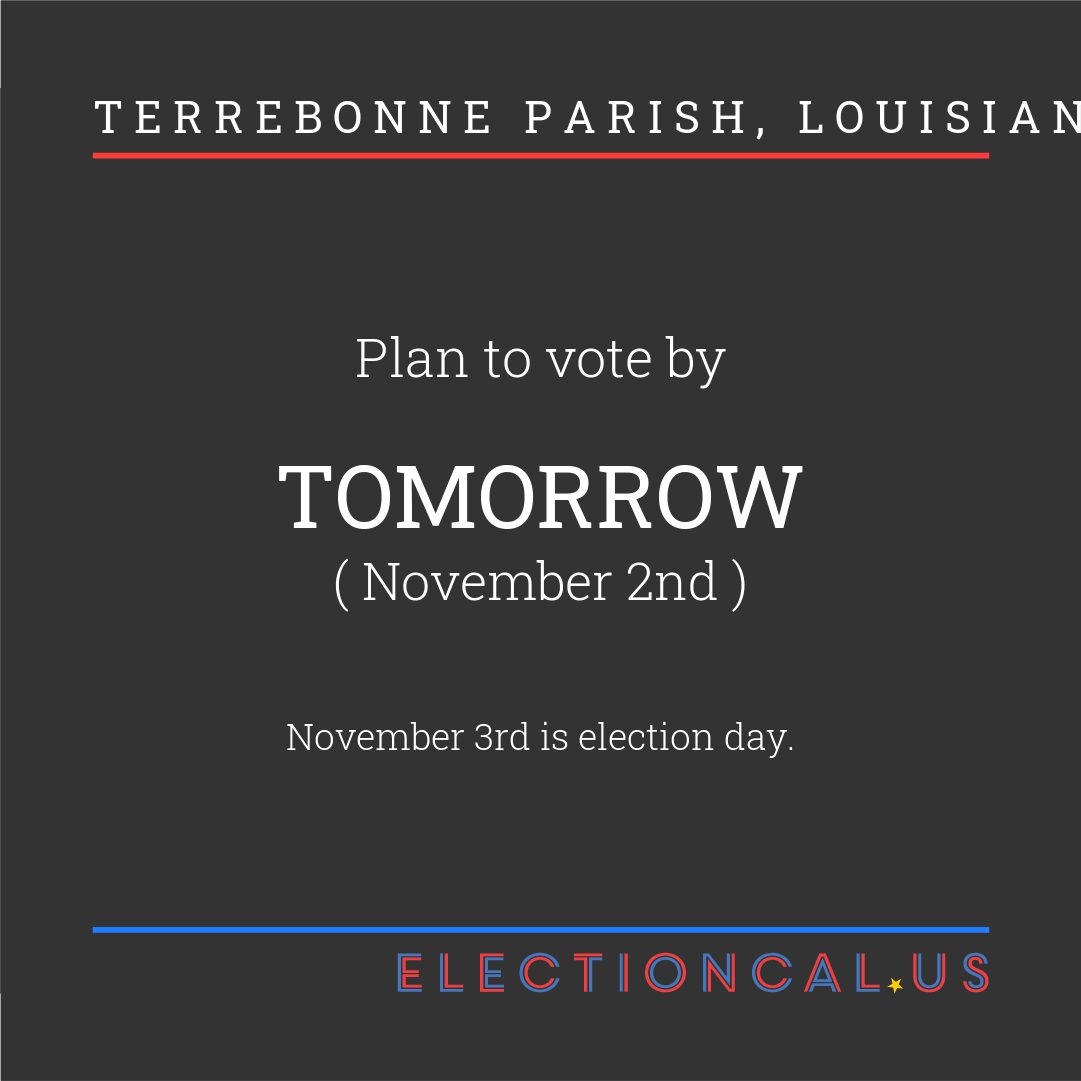 TERREBONNE PARISH, LOUISIAN
Plan to vote by
TOMORROW
( November 2nd )
November 3rd is election day.
ELECTIONCAL.US